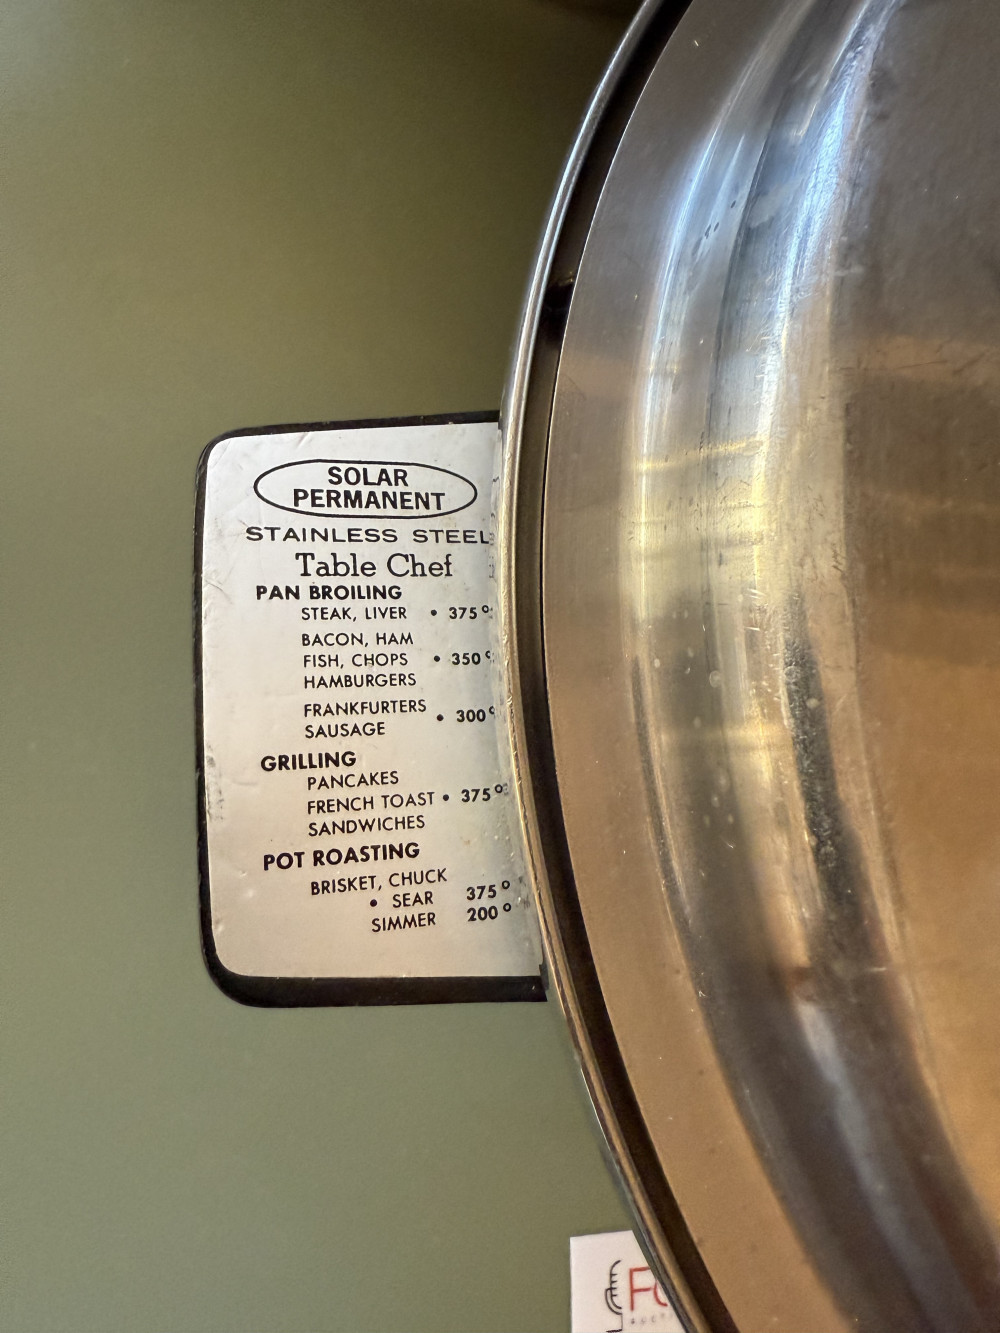 SOLAR
PERMANENT
STAINLESS STEEL
Table Chef
PAN BROILING
STEAK, LIVER • 375°
BACON, HAM
FISH, CHOPS • 350°
HAMBURGERS
FRANKFURTERS
SAUSAGE • 300°
GRILLING
PANCAKES
FRENCH TOAST • 375°
SANDWICHES
POT ROASTING
BRISKET, CHUCK
• SEAR 375°
SIMMER 200°